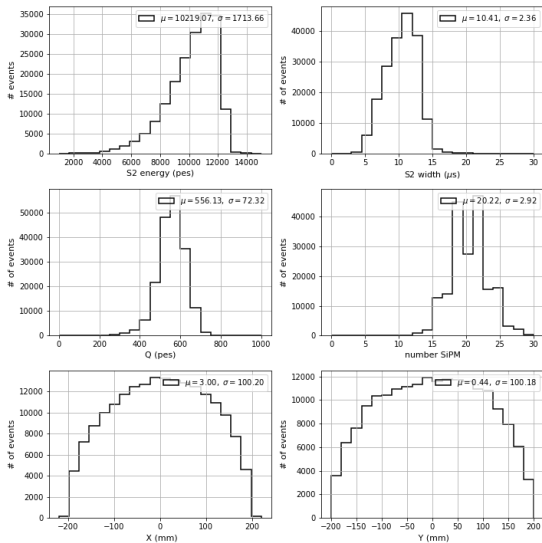 μ = 10219.07, σ = 1713.66
35000
30000
25000
20000
15000
10000
5000
0
# events
2000 4000 6000 8000 10000 12000 14000
S2 energy (pes)
μ = 10.41, σ = 2.36
40000
30000
20000
10000
0
# of events
0 5 10 15 20 25 30
S2 width (μs)
μ = 556.13, σ = 72.32
50000
40000
30000
20000
10000
0
# of events
0 200 400 600 800 1000
Q (pes)
μ = 20.22, σ = 2.92
40000
30000
20000
10000
0
# of events
0 5 10 15 20 25 30
number SiPM
μ = 3.00, σ = 100.20
12000
10000
8000
6000
4000
2000
0
# of events
−200 −100 0 100 200
X (mm)
μ = 0.44, σ = 100.18
12000
10000
8000
6000
4000
2000
0
# of events
−200 −150 −100 −50 0 50 100 150 200
Y (mm)